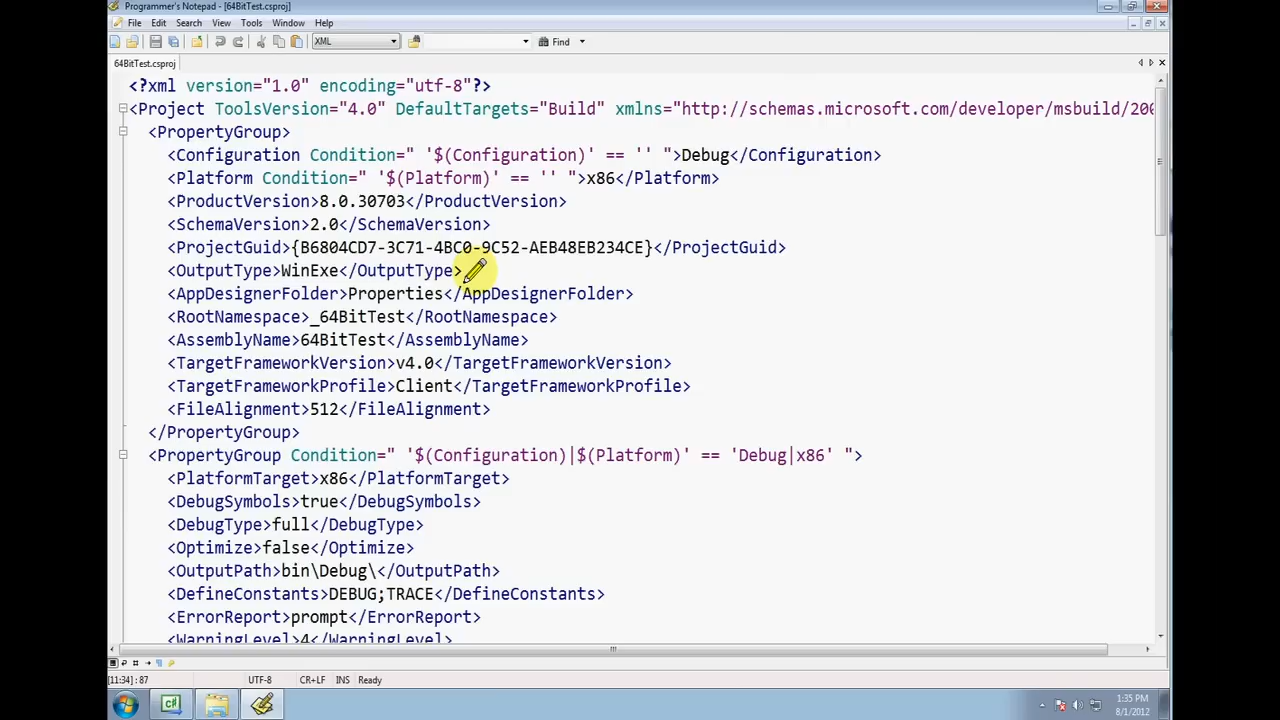 Programmer's Notepad - [64BitTest.csproj]
File Edit Search View Tools Window Help
XML Find
64BitTest.csproj
<?xml version="1.0" encoding="utf-8"?>
<Project ToolsVersion="4.0" DefaultTargets="Build" xmlns="http://schemas.microsoft.com/developer/msbuild/200
<PropertyGroup>
<Configuration Condition=" '$(Configuration)' == '' ">Debug</Configuration>
<Platform Condition=" '$(Platform)' == '' ">x86</Platform>
<ProductVersion>8.0.30703</ProductVersion>
<SchemaVersion>2.0</SchemaVersion>
<ProjectGuid>{B6804CD7-3C71-4BC0-9C52-AEB48EB234CE}</ProjectGuid>
<OutputType>WinExe</OutputType>
<AppDesignerFolder>Properties</AppDesignerFolder>
<RootNamespace>_64BitTest</RootNamespace>
<AssemblyName>64BitTest</AssemblyName>
<TargetFrameworkVersion>v4.0</TargetFrameworkVersion>
<TargetFrameworkProfile>Client</TargetFrameworkProfile>
<FileAlignment>512</FileAlignment>
</PropertyGroup>
<PropertyGroup Condition=" '$(Configuration)|$(Platform)' == 'Debug|x86' ">
<PlatformTarget>x86</PlatformTarget>
<DebugSymbols>true</DebugSymbols>
<DebugType>full</DebugType>
<Optimize>false</Optimize>
<OutputPath>bin\Debug\</OutputPath>
<DefineConstants>DEBUG;TRACE</DefineConstants>
<ErrorReport>prompt</ErrorReport>
<WarningLevel>4</WarningLevel>
[11:34] : 87 UTF-8 CR+LF INS Ready
1:35 PM
8/1/2012